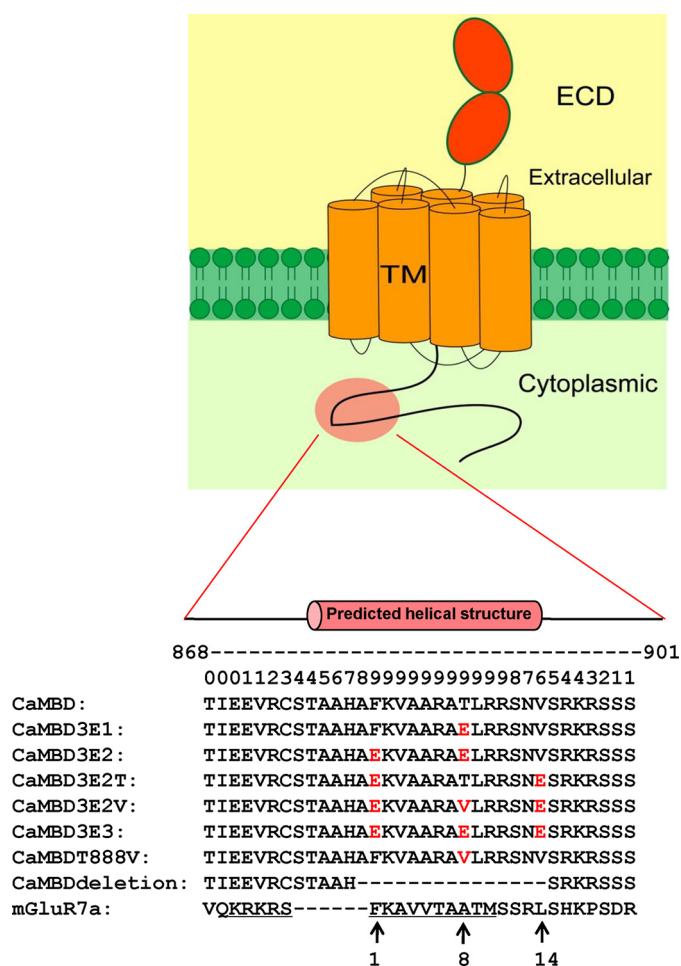 ECD
Extracellular
TM
Cytoplasmic
Predicted helical structure
868----------------------------------901
0001123445678999999999998765443211
CaMBD: TIEEVRCSTAAHAFKVAARATLRRSNVSRKRSSS
CaMBD3E1: TIEEVRCSTAAHAFKVAARAELRRSNVSRKRSSS
CaMBD3E2: TIEEVRCSTAAHAEKVAARAELRRSNVSRKRSSS
CaMBD3E2T: TIEEVRCSTAAHAEKVAARATLRRSNESRKRSSS
CaMBD3E2V: TIEEVRCSTAAHAEKVAARAVLRRSNESRKRSSS
CaMBD3E3: TIEEVRCSTAAHAEKVAARAELRRSNESRKRSSS
CaMBDT888V: TIEEVRCSTAAHAFKVAARAVLRRSNVSRKRSSS
CaMBDdeletion: TIEEVRCSTAAH---------------SRKRSSS
mGluR7a: VQKRKRS------FKAVVTAATMSSRLSHKPSDR
1 8 14